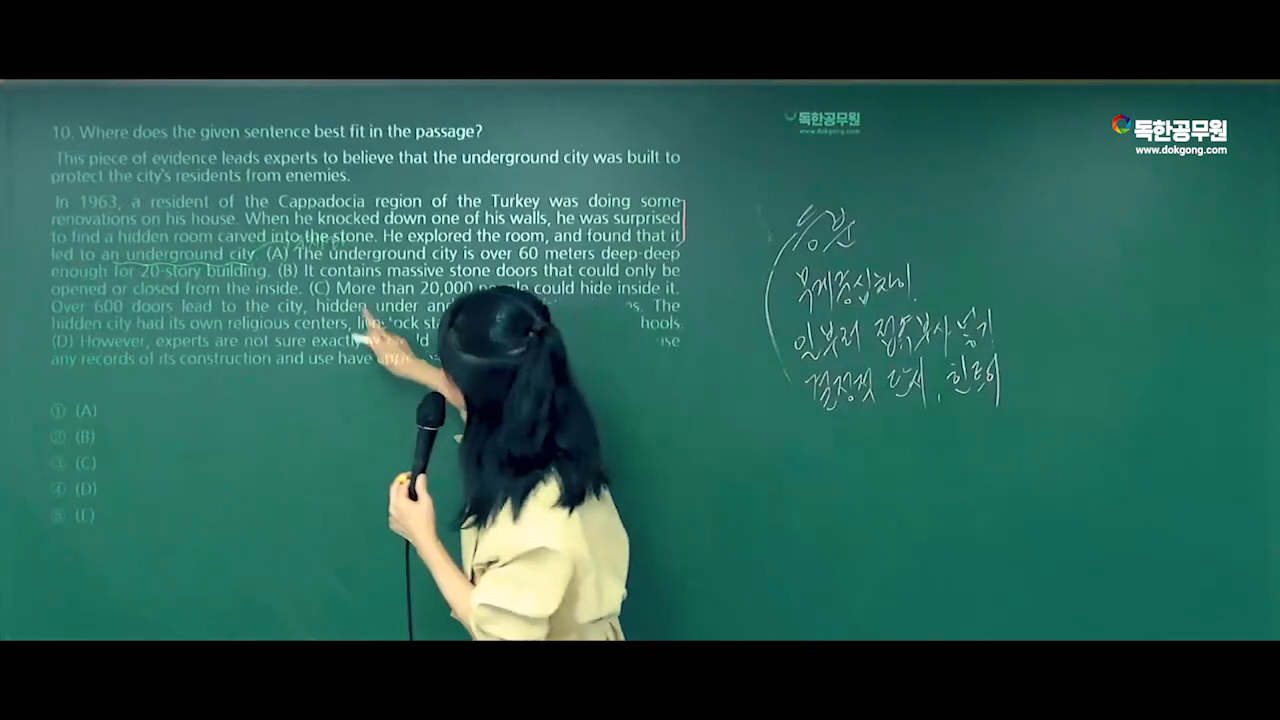 독한공무원
www.dokgong.com
독한공무원
www.dokgong.com
10. Where does the given sentence best fit in the passage?
This piece of evidence leads experts to believe that the underground city was built to
protect the city's residents from enemies.
In 1963, a resident of the Cappadocia region of the Turkey was doing some
renovations on his house. When he knocked down one of his walls, he was surprised
to find a hidden room carved into the stone. He explored the room, and found that it
led to an underground city. (A) The underground city is over 60 meters deep-deep
enough for 20-story building. (B) It contains massive stone doors that could only be
opened or closed from the inside. (C) More than 20,000 could hide inside it.
Over 600 doors lead to the city, hidden under The
hidden city had its own religious centers,
(D) However, experts are not sure
any records of its construction and use have
① (A)
② (B)
③ (C)
④ (D)
⑤ (E)
무게중심차이
일부러 접속부사 넣기
결정적 단서,